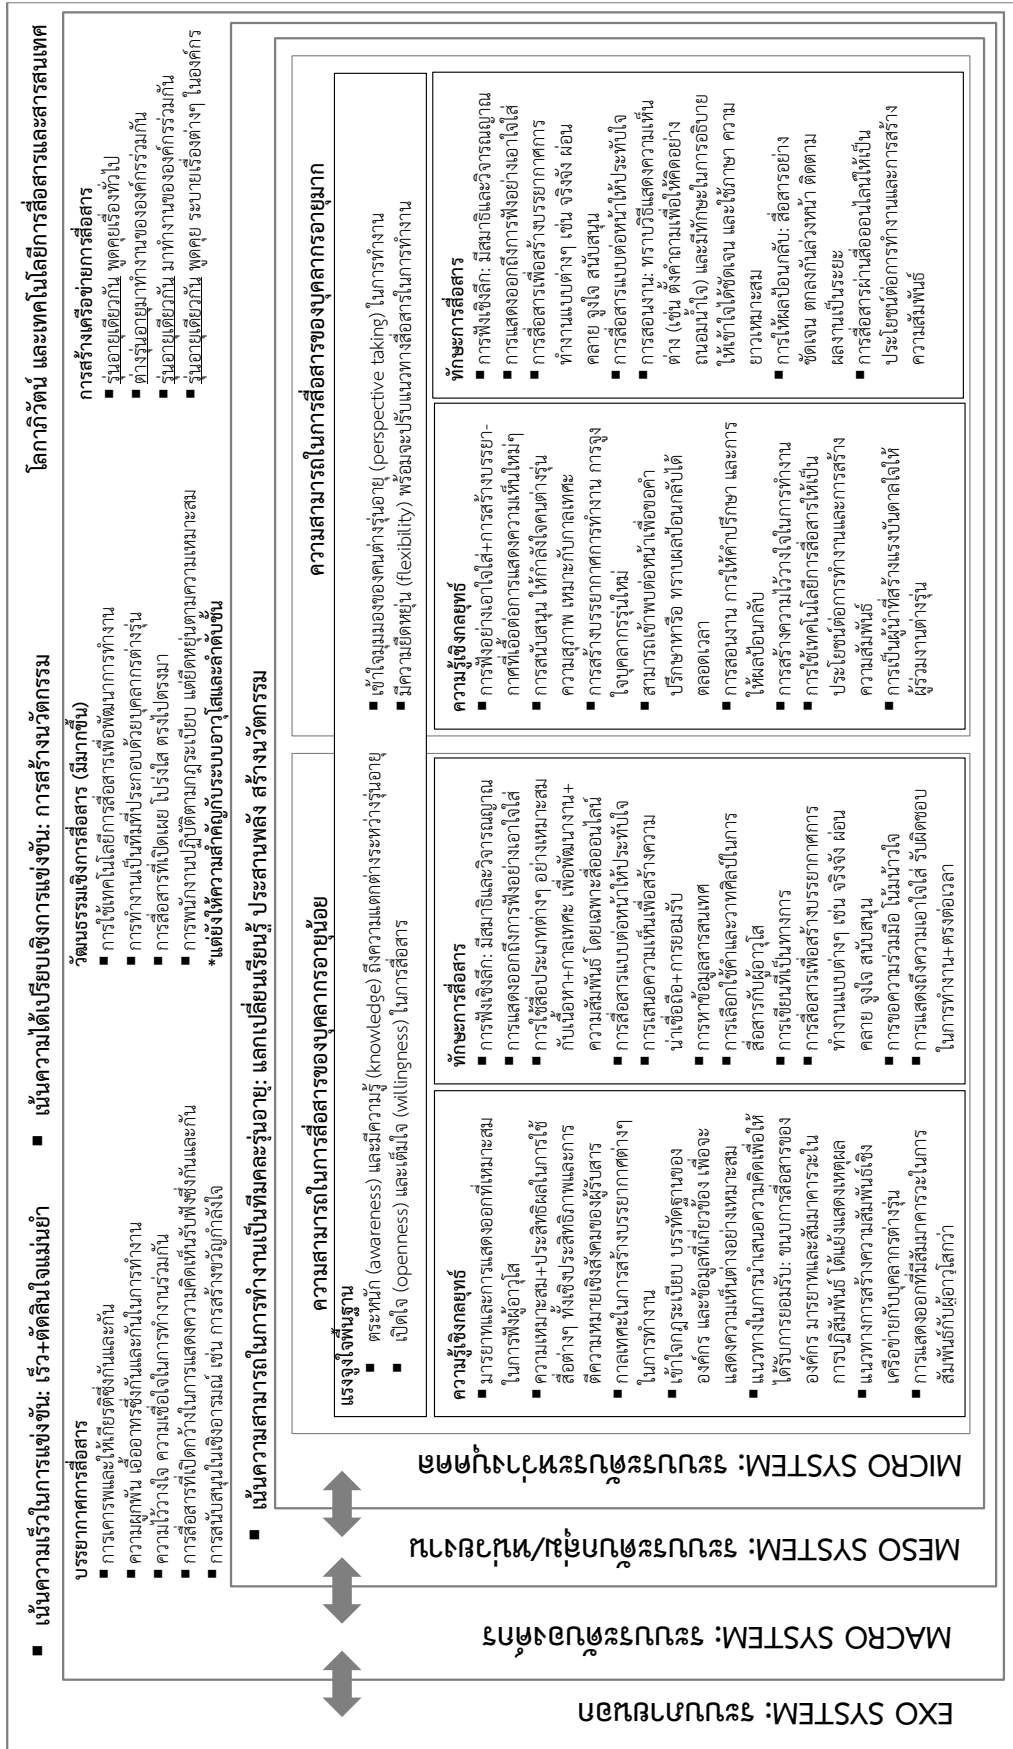 ■ เน้นความเร็วในการแข่งขัน: เร็ว+ตัดสินใจแม่นยำ ■ เน้นความได้เปรียบเชิงการแข่งขัน: การสร้างนวัตกรรม โลกาภิวัตน์ และเทคโนโลยีการสื่อสารและสารสนเทศ
บรรยากาศการสื่อสาร
■ การเคารพและให้เกียรติซึ่งกันและกัน
■ ความผูกพัน เอื้ออาทรซึ่งกันและกันในการทำงาน
■ ความไว้วางใจ ความเชื่อใจในการทำงานร่วมกัน
■ การสื่อสารที่เปิดกว้างในการแสดงความคิดเห็นรับฟังซึ่งกันและกัน
■ การสนับสนุนในเชิงอารมณ์ เช่น การสร้างขวัญกำลังใจ
วัฒนธรรมเชิงการสื่อสาร (มีมากขึ้น)
■ การใช้เทคโนโลยีการสื่อสารเพื่อพัฒนาการทำงาน
■ การทำงานเป็นทีมที่ประกอบด้วยบุคลากรต่างรุ่น
■ การสื่อสารที่เปิดเผย โปร่งใส ตรงไปตรงมา
■ การพนักงานปฏิบัติตามกฎระเบียบ แต่ยืดหยุ่นตามความเหมาะสม
*แต่ยังให้ความสำคัญกับระบบอาวุโสและลำดับชั้น
การสร้างเครือข่ายการสื่อสาร
■ รุ่นอายุเดียวกัน พูดคุยเรื่องทั่วไป
■ ต่างรุ่นอายุมาทำงานขององค์กรร่วมกัน
■ รุ่นอายุเดียวกัน มาทำงานขององค์กรร่วมกัน
■ รุ่นอายุเดียวกัน พูดคุย ระบายเรื่องต่างๆ ในองค์กร
■ เน้นความสามารถในการทำงานเป็นทีมคละรุ่นอายุ: แลกเปลี่ยนเรียนรู้ ประสานพลัง สร้างนวัตกรรม
ความสามารถในการสื่อสารของบุคลากรอายุน้อย
ความสามารถในการสื่อสารของบุคลากรอายุมาก
แรงจูงใจพื้นฐาน
■ ตระหนัก (awareness) และมีความรู้ (knowledge) ถึงความแตกต่างระหว่างรุ่นอายุ
■ เปิดใจ (openness) และเต็มใจ (willingness) ในการสื่อสาร
■ เข้าใจมุมมองของคนต่างรุ่นอายุ (perspective taking) ในการทำงาน
■ มีความยืดหยุ่น (flexibility) พร้อมจะปรับแนวทางสื่อสารในการทำงาน
ความรู้เชิงกลยุทธ์
■ มารยาทและการแสดงออกที่เหมาะสม
ในการฟังผู้อาวุโส
■ ความเหมาะสม+ประสิทธิผลในการใช้
สื่อต่างๆ ทั้งเชิงประสิทธิภาพและการ
ตีความหมายเชิงสังคมของผู้รับสาร
■ กาลเทศะในการสร้างบรรยากาศต่างๆ
ในการทำงาน
■ เข้าใจกฎระเบียบ บรรทัดฐานของ
องค์กร และข้อมูลที่เกี่ยวข้อง เพื่อจะ
แสดงความเห็นต่างอย่างเหมาะสม
■ แนวทางในการนำเสนอความคิดเพื่อให้
ได้รับการยอมรับ: ขนบการสื่อสารของ
องค์กร มารยาทและสัมมาคารวะใน
การปฏิสัมพันธ์ โต้แย้งแสดงเหตุผล
■ แนวทางการสร้างความสัมพันธ์เชิง
เครือข่ายกับบุคลากรต่างรุ่น
■ การแสดงออกที่มีสัมมาคารวะในการ
สัมพันธ์กับผู้อาวุโสกว่า
ทักษะการสื่อสาร
■ การฟังเชิงลึก: มีสมาธิและวิจารณญาณ
■ การแสดงออกถึงการฟังอย่างเอาใจใส่
■ การใช้สื่อประเภทต่างๆ อย่างเหมาะสม
กับเนื้อหา+กาลเทศะ เพื่อพัฒนางาน+
ความสัมพันธ์ โดยเฉพาะสื่อออนไลน์
■ การสื่อสารแบบต่อหน้าให้ประทับใจ
■ การเสนอความเห็นเพื่อสร้างความ
น่าเชื่อถือ+การยอมรับ
■ การหาข้อมูลสารสนเทศ
■ การเลือกใช้คำและวาทศิลป์ในการ
สื่อสารกับผู้อาวุโส
■ การเขียนที่เป็นทางการ
■ การสื่อสารเพื่อสร้างบรรยากาศการ
ทำงานแบบต่างๆ เช่น จริงจัง ผ่อน
คลาย จูงใจ สนับสนุน
■ การขอความร่วมมือ โน้มน้าวใจ
■ การแสดงถึงความเอาใจใส่ รับผิดชอบ
ในการทำงาน+ตรงต่อเวลา
ความรู้เชิงกลยุทธ์
■ การฟังอย่างเอาใจใส่+การสร้างบรรยา-
กาศที่เอื้อต่อการแสดงความเห็นใหม่ๆ
■ การสนับสนุน ให้กำลังใจคนต่างรุ่น
ความสุภาพ เหมาะกับกาลเทศะ
■ การสร้างบรรยากาศการทำงาน การจูง
ใจบุคลากรรุ่นใหม่
■ สามารถเข้าพบต่อหน้าเพื่อขอคำ
ปรึกษาหารือ ทราบผลป้อนกลับได้
ตลอดเวลา
■ การสอนงาน การให้คำปรึกษา และการ
ให้ผลป้อนกลับ
■ การสร้างความไว้วางใจในการทำงาน
■ การใช้เทคโนโลยีการสื่อสารให้เป็น
ประโยชน์ต่อการทำงานและการสร้าง
ความสัมพันธ์
■ การเป็นผู้นำที่สร้างแรงบันดาลใจให้
ผู้ร่วมงานต่างรุ่น
ทักษะการสื่อสาร
■ การฟังเชิงลึก: มีสมาธิและวิจารณญาณ
■ การแสดงออกถึงการฟังอย่างเอาใจใส่
■ การสื่อสารเพื่อสร้างบรรยากาศการ
ทำงานแบบต่างๆ เช่น จริงจัง ผ่อน
คลาย จูงใจ สนับสนุน
■ การสื่อสารแบบต่อหน้าให้ประทับใจ
■ การสอนงาน: ทราบวิธีแสดงความเห็น
ต่าง (เช่น ตั้งคำถามเพื่อให้คิดอย่าง
ถนอมน้ำใจ) และมีทักษะในการอธิบาย
ให้เข้าใจได้ชัดเจน และใช้ภาษา ความ
ยาวเหมาะสม
■ การให้ผลป้อนกลับ: สื่อสารอย่าง
ชัดเจน ตกลงกันล่วงหน้า ติดตาม
ผลงานเป็นระยะ
■ การสื่อสารผ่านสื่อออนไลน์ให้เป็น
ประโยชน์ต่อการทำงานและการสร้าง
ความสัมพันธ์
MICRO SYSTEM: ระบบระดับระหว่างบุคคล
MESO SYSTEM: ระบบระดับกลุ่ม/หน่วยงาน
MACRO SYSTEM: ระบบระดับองค์กร
EXO SYSTEM: ระบบภายนอก